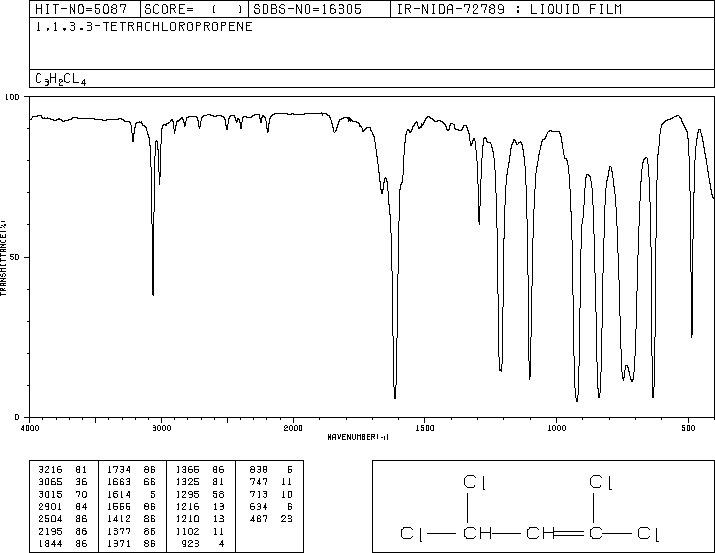 HIT-NO=5087 SCORE= ( ) SDBS-NO=16305 IR-NIDA-72789 : LIQUID FILM
1,1,3,3-TETRACHLOROPROPENE
C3H2CL4
100
50
0
TRANSMITTANCE(%)
4000 3000 2000 1500 1000 500
WAVENUMBER(-1)
3216 81 1734 86 1366 86 838 6
3065 36 1663 66 1325 81 747 11
3015 70 1614 5 1295 58 713 10
2901 84 1566 86 1216 13 634 6
2504 86 1412 86 1210 13 487 23
2195 86 1377 86 1102 11
1844 86 1371 86 923 4
Cl Cl
Cl CH CH C Cl